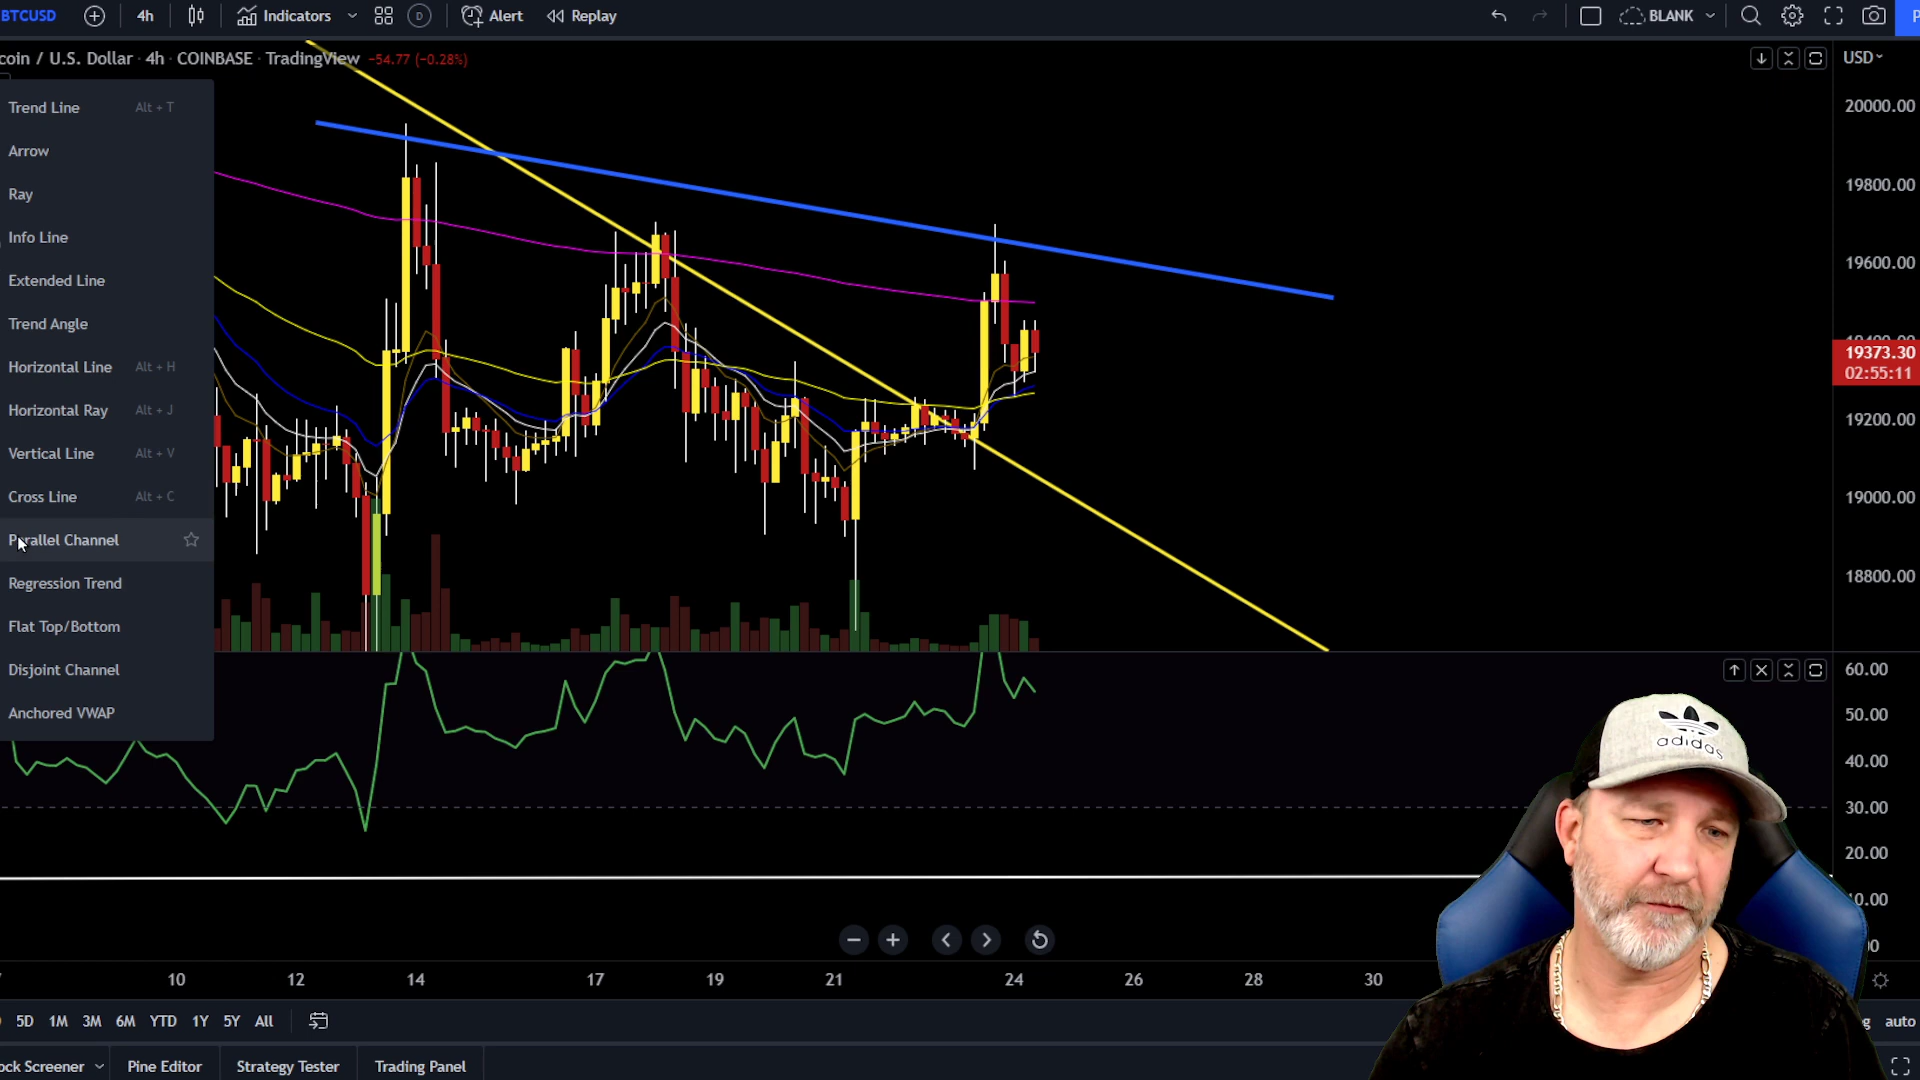 BTCUSD 4h Indicators D Alert Replay BLANK
coin / U.S. Dollar · 4h · COINBASE · TradingView -54.77 (-0.28%) USD
Trend Line Alt + T
Arrow
Ray
Info Line
Extended Line
Trend Angle
Horizontal Line Alt + H
Horizontal Ray Alt + J
Vertical Line Alt + V
Cross Line Alt + C
Parallel Channel
Regression Trend
Flat Top/Bottom
Disjoint Channel
Anchored VWAP
20000.00
19800.00
19600.00
19373.30
02:55:11
19200.00
19000.00
18800.00
60.00
50.00
40.00
30.00
20.00
adidas
10 12 14 17 19 21 24 26 28 30
5D 1M 3M 6M YTD 1Y 5Y All auto
ock Screener Pine Editor Strategy Tester Trading Panel